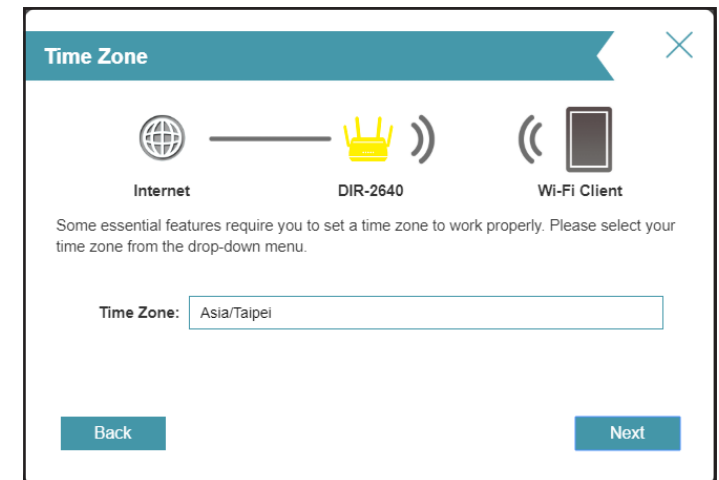 Time Zone
Internet
DIR-2640
Wi-Fi Client
Some essential features require you to set a time zone to work properly. Please select your
time zone from the drop-down menu.
Time Zone: Asia/Taipei
Back
Next